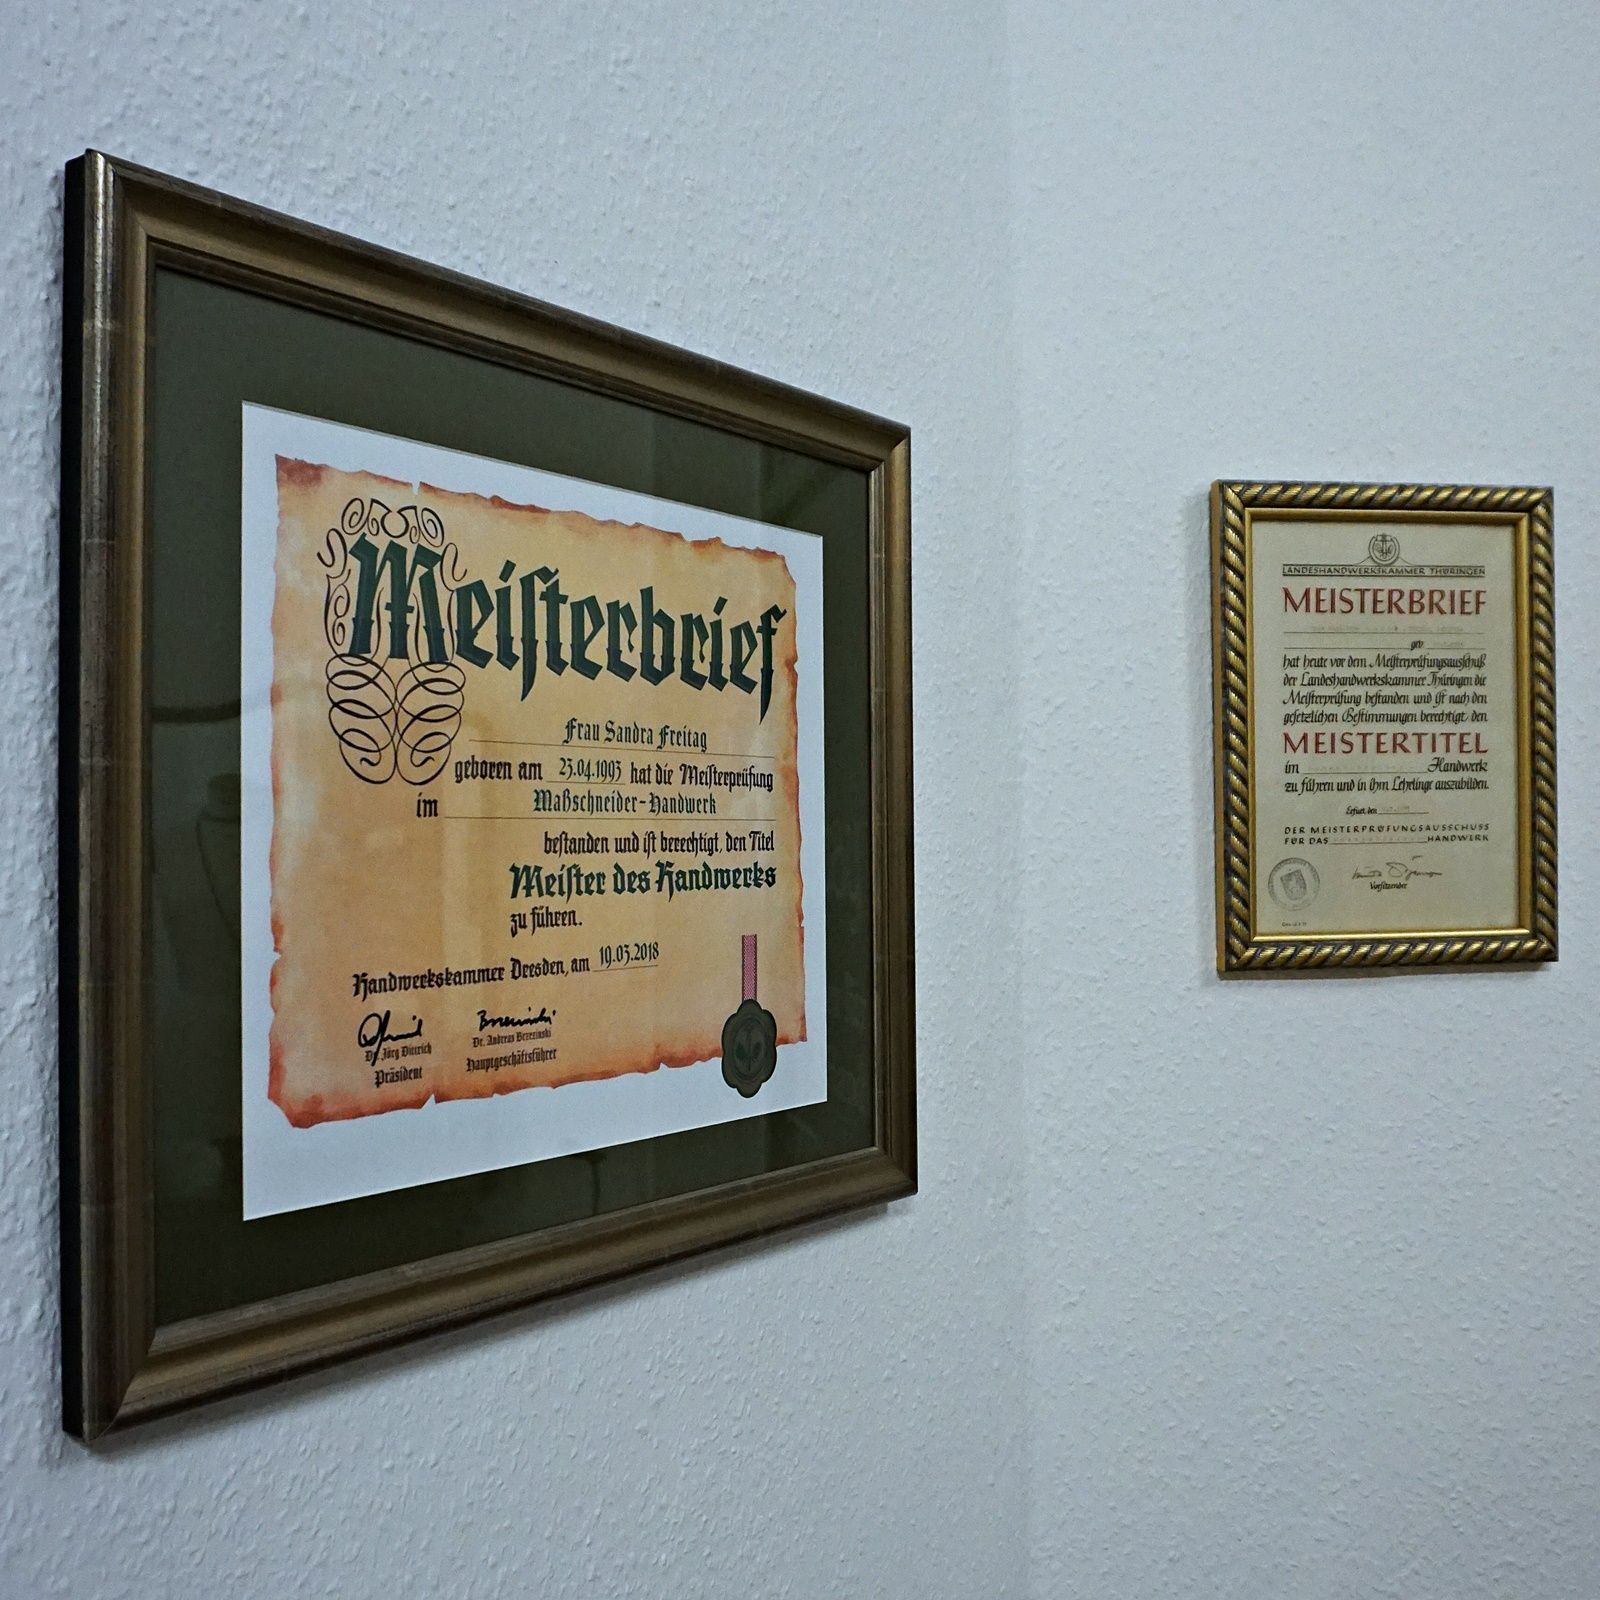 Meisterbrief
Frau Sandra Freitag
geboren am 23.04.1993 hat die Meisterprüfung
im Maßschneider-Handwerk
bestanden und ist berechtigt, den Titel
Meister des Handwerks
zu führen.
Handwerkskammer Dresden, am 19.03.2018
Dr. Jörg Dittrich
Präsident
Dr. Andreas Brzezinski
Hauptgeschäftsführer
LANDESHANDWERKSKAMMER THÜRINGEN
MEISTERBRIEF
geb
hat heute vor dem Meisterprüfungsausschuß
der Landeshandwerkskammer Thüringen die
Meisterprüfung bestanden und ist nach den
gesetzlichen Bestimmungen berechtigt, den
MEISTERTITEL
im Handwerk
zu führen und in ihm Lehrlinge auszubilden.
Erfurt, den
DER MEISTERPRÜFUNGSAUSSCHUSS
FÜR DAS HANDWERK
Vorsitzender